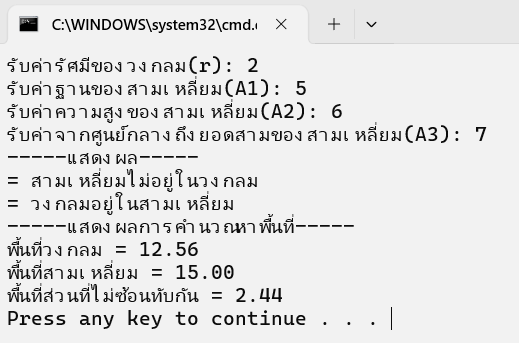 C:\WINDOWS\system32\cmd.
รับค่ารัศมีของวงกลม(r): 2
รับค่าฐานของสามเหลี่ยม(A1): 5
รับค่าความสูงของสามเหลี่ยม(A2): 6
รับค่าจากศูนย์กลางถึงยอดสามของสามเหลี่ยม(A3): 7
-----แสดงผล-----
= สามเหลี่ยมไม่อยู่ในวงกลม
= วงกลมอยู่ในสามเหลี่ยม
-----แสดงผลการคำนวณหาพื้นที่-----
พื้นที่วงกลม = 12.56
พื้นที่สามเหลี่ยม = 15.00
พื้นที่ส่วนที่ไม่ซ้อนทับกัน = 2.44
Press any key to continue . . .